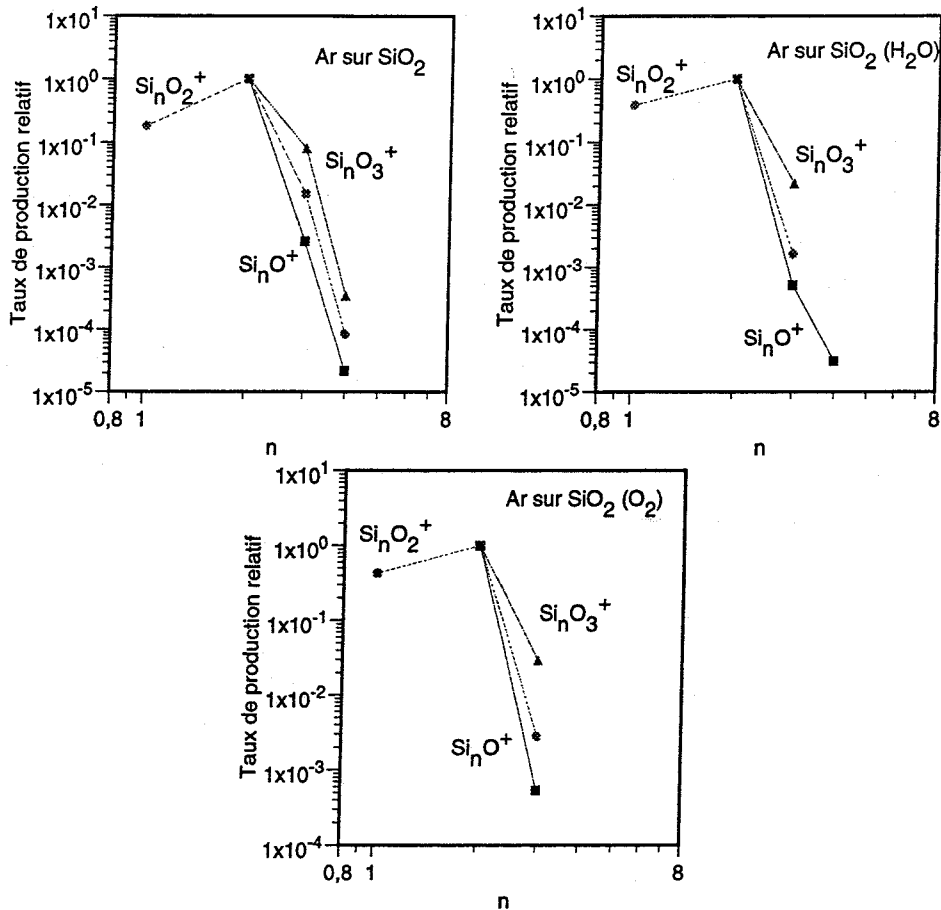 Ar sur SiO2
Taux de production relatif
1x10^1
1x10^0
1x10^-1
1x10^-2
1x10^-3
1x10^-4
1x10^-5
SinO2+
SinO3+
SinO+
0,8 1 8
n
Ar sur SiO2 (H2O)
Taux de production relatif
1x10^1
1x10^0
1x10^-1
1x10^-2
1x10^-3
1x10^-4
1x10^-5
SinO2+
SinO3+
SinO+
0,8 1 8
n
Ar sur SiO2 (O2)
Taux de production relatif
1x10^1
1x10^0
1x10^-1
1x10^-2
1x10^-3
1x10^-4
SinO2+
SinO3+
SinO+
0,8 1 8
n